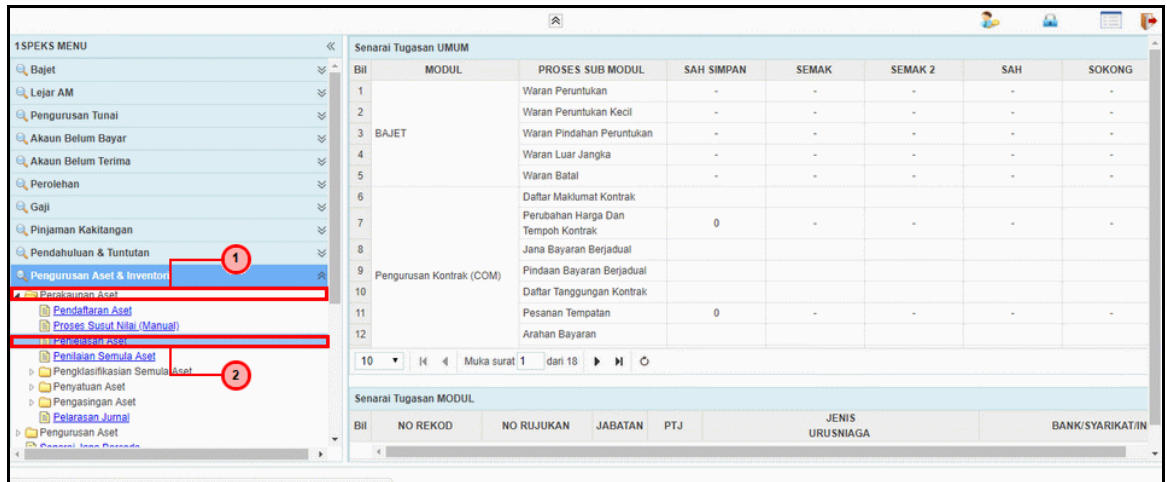 1SPEKS MENU
Bajet
Lejar AM
Pengurusan Tunai
Akaun Belum Bayar
Akaun Belum Terima
Perolehan
Gaji
Pinjaman Kakitangan
Pendahuluan & Tuntutan
1
Pengurusan Aset & Inventori
Perakaunan Aset
Pendaftaran Aset
Proses Susut Nilai (Manual)
Penjelasan Aset
Penilaian Semula Aset
Pengklasifikasian Semula Aset
2
Penyatuan Aset
Pengasingan Aset
Pelarasan Jurnal
Pengurusan Aset
Senarai Tugasan UMUM
Bil MODUL PROSES SUB MODUL SAH SIMPAN SEMAK SEMAK 2 SAH SOKONG
1 Waran Peruntukan - - - - -
2 Waran Peruntukan Kecil - - - - -
3 BAJET Waran Pindahan Peruntukan - - - - -
4 Waran Luar Jangka - - - - -
5 Waran Batal - - - - -
6 Daftar Maklumat Kontrak
7 Perubahan Harga Dan
Tempoh Kontrak 0 - - - -
8 Jana Bayaran Berjadual
9 Pengurusan Kontrak (COM) Pindaan Bayaran Berjadual
10 Daftar Tanggungan Kontrak
11 Pesanan Tempatan 0 - - - -
12 Arahan Bayaran
10 Muka surat 1 dari 18
Senarai Tugasan MODUL
Bil NO REKOD NO RUJUKAN JABATAN PTJ JENIS
URUSNIAGA BANK/SYARIKAT/IN